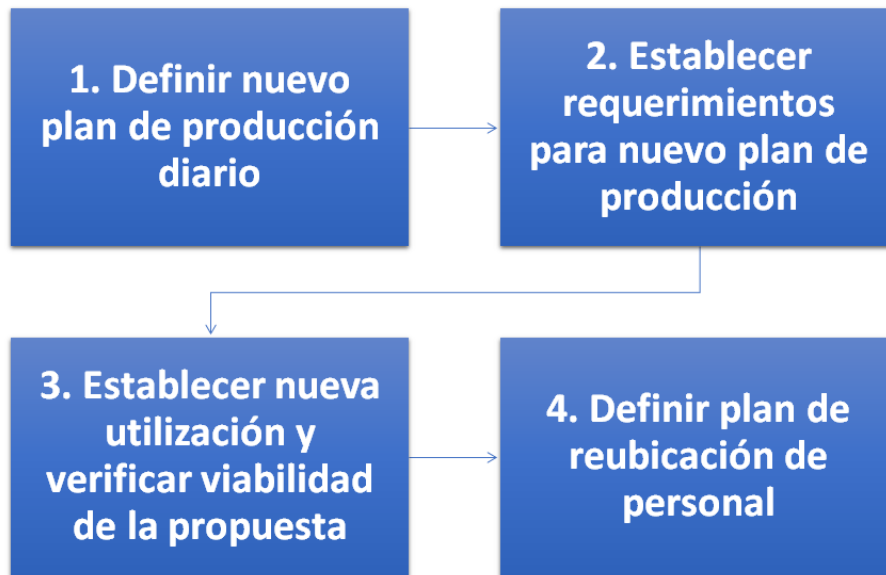 1. Definir nuevo
plan de producción
diario
2. Establecer
requerimientos
para nuevo plan de
producción
3. Establecer nueva
utilización y
verificar viabilidad
de la propuesta
4. Definir plan de
reubicación de
personal